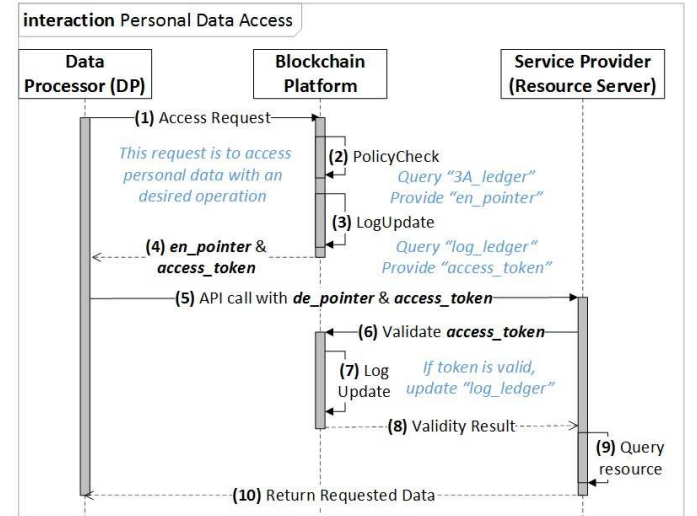 interaction Personal Data Access
Data
Processor (DP)
Blockchain
Platform
Service Provider
(Resource Server)
(1) Access Request
This request is to access
personal data with an
desired operation
(2) PolicyCheck
Query “3A_ledger”
Provide “en_pointer”
(3) LogUpdate
Query “log_ledger”
Provide “access_token”
(4) en_pointer &
access_token
(5) API call with de_pointer & access_token
(6) Validate access_token
(7) Log
Update
If token is valid,
update “log_ledger”
(8) Validity Result
(9) Query
resource
(10) Return Requested Data